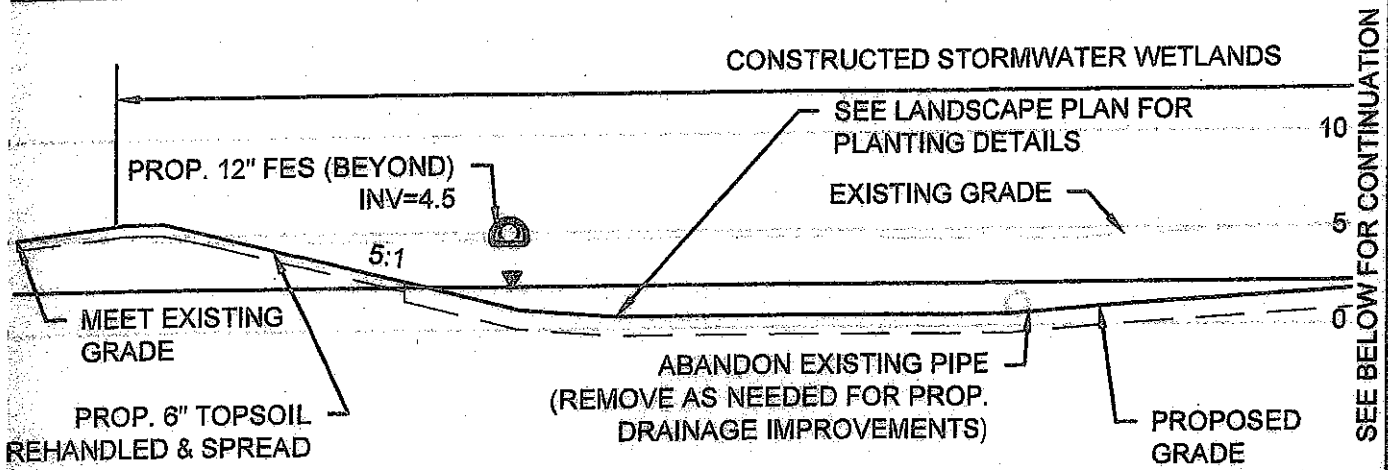 CONSTRUCTED STORMWATER WETLANDS
SEE LANDSCAPE PLAN FOR
PLANTING DETAILS
10
PROP. 12" FES (BEYOND)
INV=4.5
EXISTING GRADE
5
5:1
MEET EXISTING
GRADE
0
ABANDON EXISTING PIPE
(REMOVE AS NEEDED FOR PROP.
DRAINAGE IMPROVEMENTS)
PROP. 6" TOPSOIL
REHANDLED & SPREAD
PROPOSED
GRADE
SEE BELOW FOR CONTINUATION